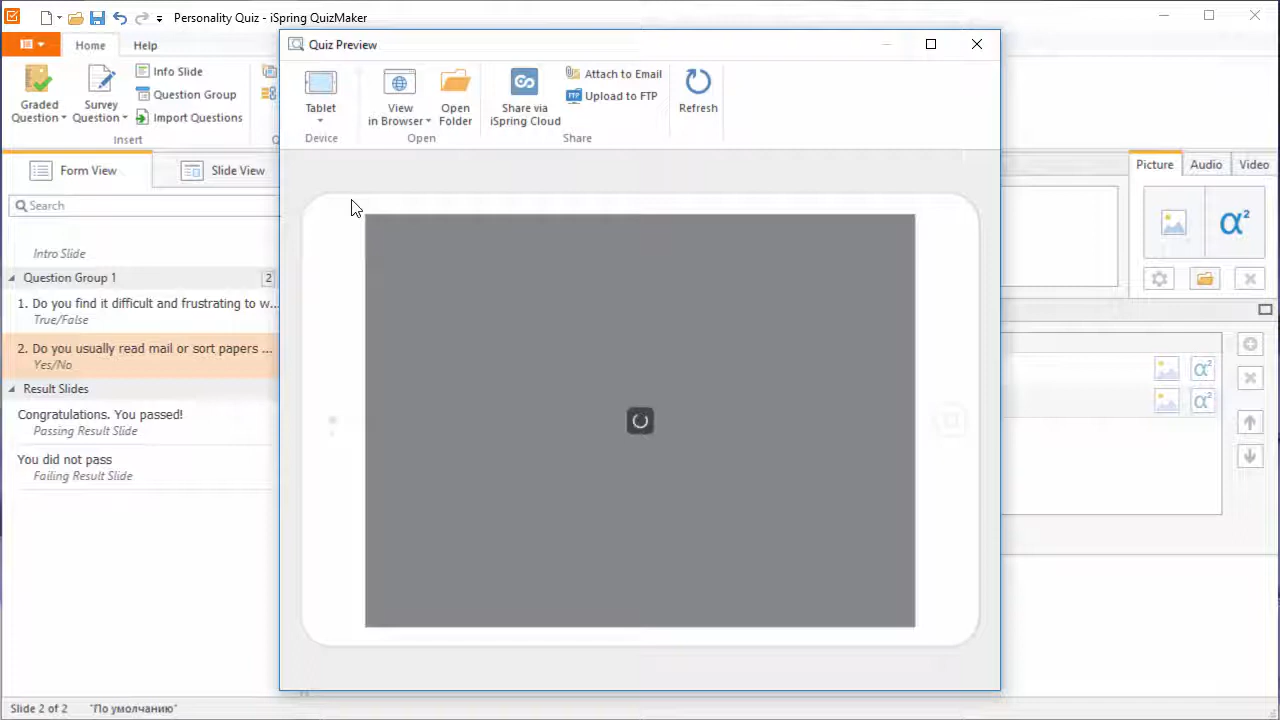 Personality Quiz - iSpring QuizMaker
Quiz Preview
Home
Help
Graded
Question
Survey
Question
Info Slide
Question Group
Import Questions
Insert
Tablet
Device
View
in Browser
Open
Folder
Open
Share via
iSpring Cloud
Attach to Email
FTP Upload to FTP
Share
Refresh
Form View
Slide View
Picture
Audio
Video
Search
α²
Intro Slide
Question Group 1
2
1. Do you find it difficult and frustrating to w...
True/False
2. Do you usually read mail or sort papers ...
Yes/No
α²
α²
Result Slides
Congratulations. You passed!
Passing Result Slide
You did not pass
Failing Result Slide
Slide 2 of 2
"По умолчанию"